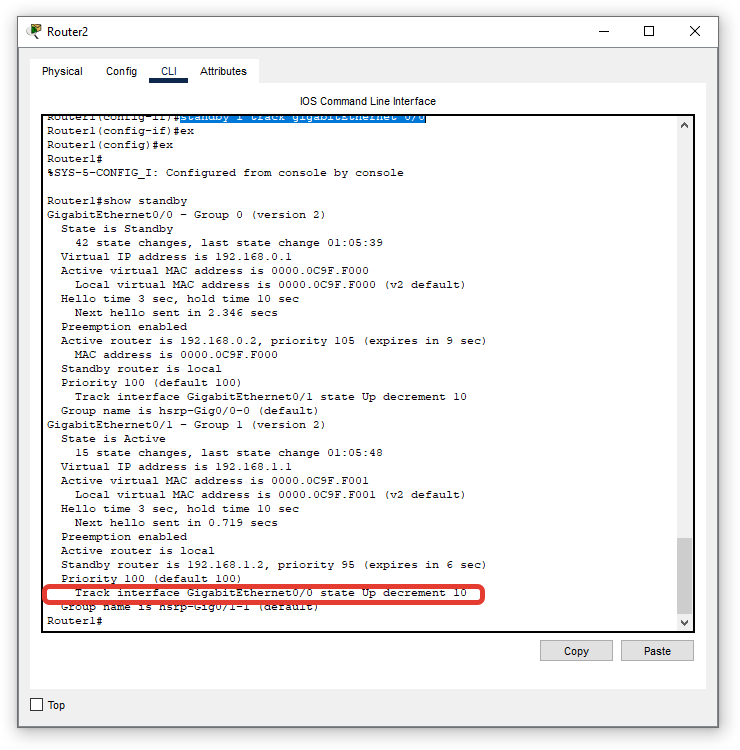 Router2
Physical Config CLI Attributes
IOS Command Line Interface
Router1(config-if)#standby 1 track gigabitEthernet 0/0
Router1(config-if)#ex
Router1(config)#ex
Router1#
%SYS-5-CONFIG_I: Configured from console by console
Router1#show standby
GigabitEthernet0/0 - Group 0 (version 2)
State is Standby
42 state changes, last state change 01:05:39
Virtual IP address is 192.168.0.1
Active virtual MAC address is 0000.0C9F.F000
Local virtual MAC address is 0000.0C9F.F000 (v2 default)
Hello time 3 sec, hold time 10 sec
Next hello sent in 2.346 secs
Preemption enabled
Active router is 192.168.0.2, priority 105 (expires in 9 sec)
MAC address is 0000.0C9F.F000
Standby router is local
Priority 100 (default 100)
Track interface GigabitEthernet0/1 state Up decrement 10
Group name is hsrp-Gig0/0-0 (default)
GigabitEthernet0/1 - Group 1 (version 2)
State is Active
15 state changes, last state change 01:05:48
Virtual IP address is 192.168.1.1
Active virtual MAC address is 0000.0C9F.F001
Local virtual MAC address is 0000.0C9F.F001 (v2 default)
Hello time 3 sec, hold time 10 sec
Next hello sent in 0.719 secs
Preemption enabled
Active router is local
Standby router is 192.168.1.2, priority 95 (expires in 6 sec)
Priority 100 (default 100)
Track interface GigabitEthernet0/0 state Up decrement 10
Group name is hsrp-Gig0/1-1 (default)
Router1#
Copy Paste
Top